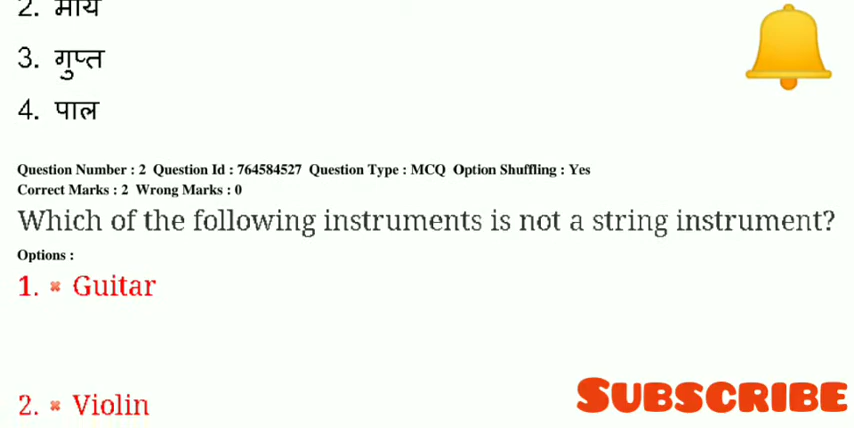 2. मौर्य
3. गुप्त
4. पाल
Question Number : 2 Question Id : 764584527 Question Type : MCQ Option Shuffling : Yes
Correct Marks : 2 Wrong Marks : 0
Which of the following instruments is not a string instrument?
Options :
1. ✖ Guitar
2. ✖ Violin
SUBSCRIBE